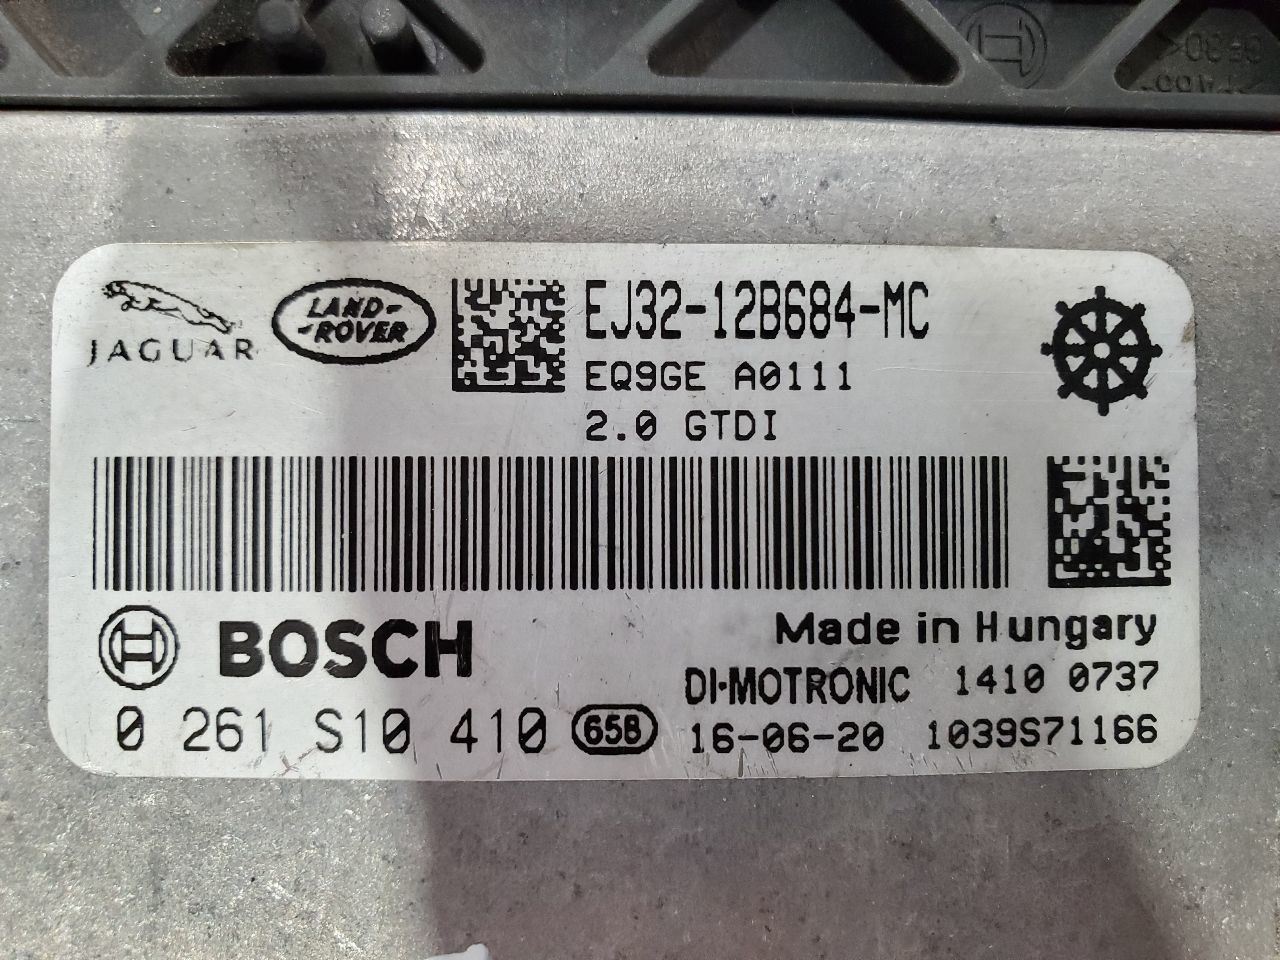 JAGUAR
LAND-
-ROVER
EJ32-12B684-MC
EQ9GE A0111
2.0 GTDI
BOSCH
Made in Hungary
DI·MOTRONIC 1410 0737
0 261 S10 410 65B 16-06-20 1039S71166